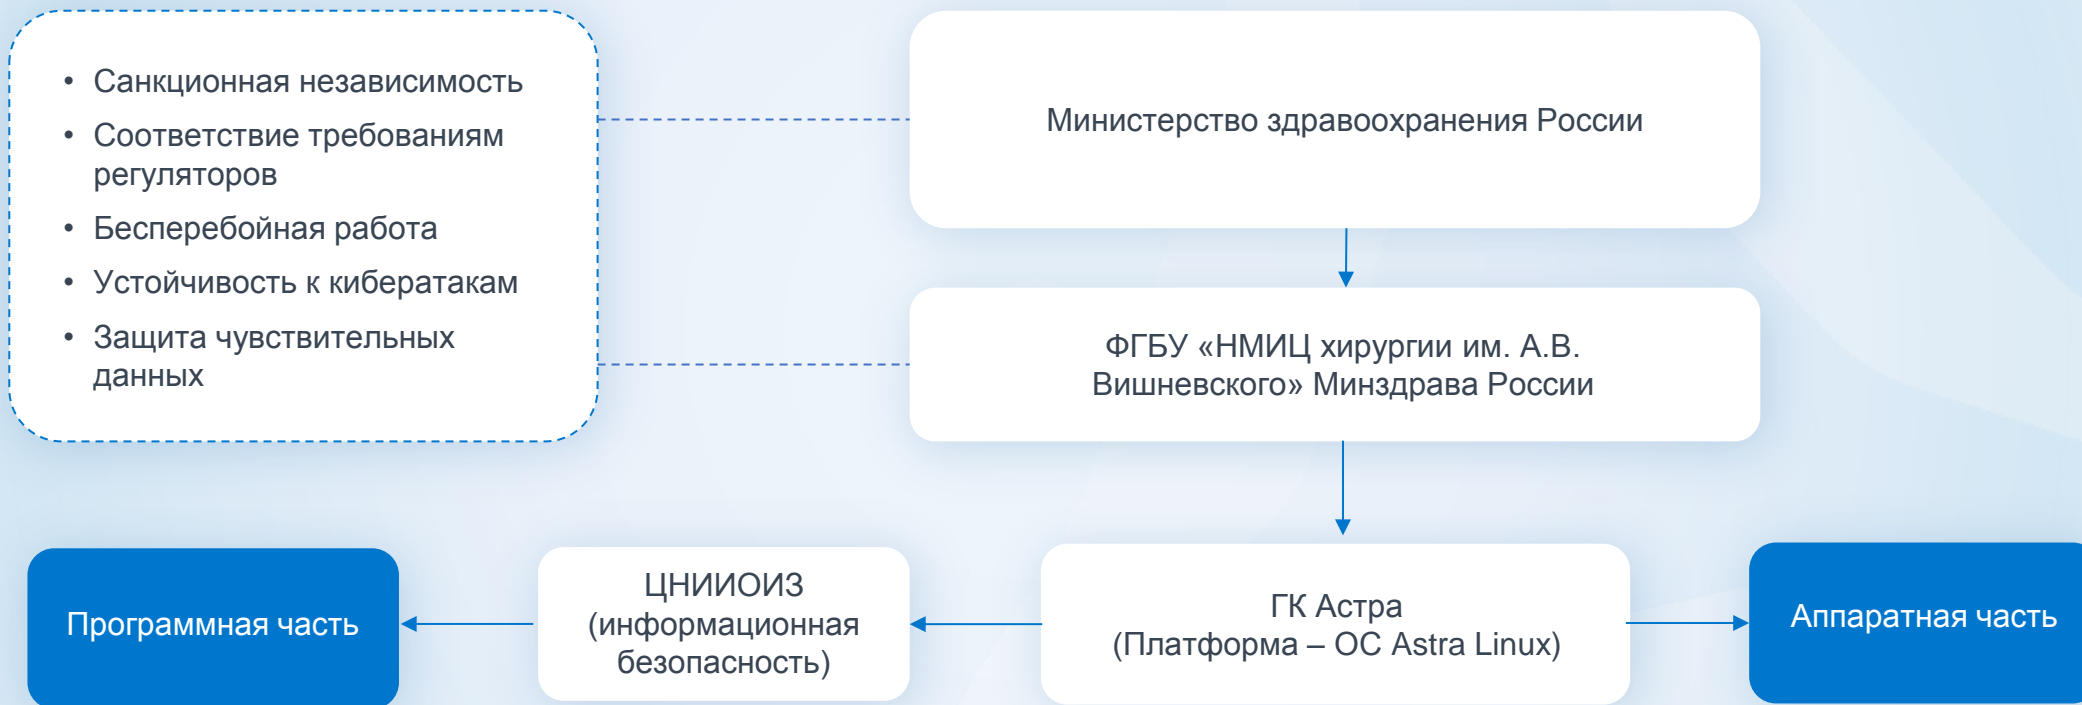 • Санкционная независимость
• Соответствие требованиям
регуляторов
• Бесперебойная работа
• Устойчивость к кибератакам
• Защита чувствительных
данных
Министерство здравоохранения России
ФГБУ «НМИЦ хирургии им. А.В.
Вишневского» Минздрава России
Программная часть
ЦНИИОИЗ
(информационная
безопасность)
ГК Астра
(Платформа – ОС Astra Linux)
Аппаратная часть